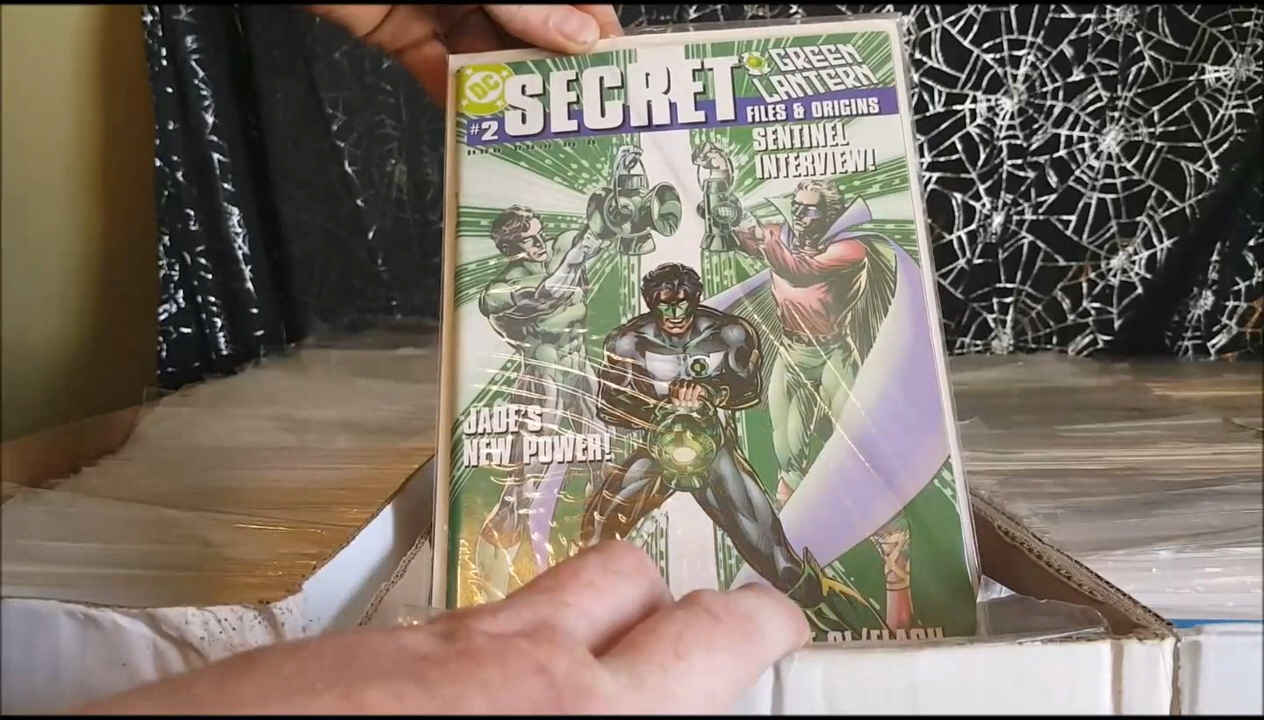 DC
SECRET
GREEN
LANTERN
#2
FILES & ORIGINS
SENTINEL
INTERVIEW!
JADE'S
NEW POWER!